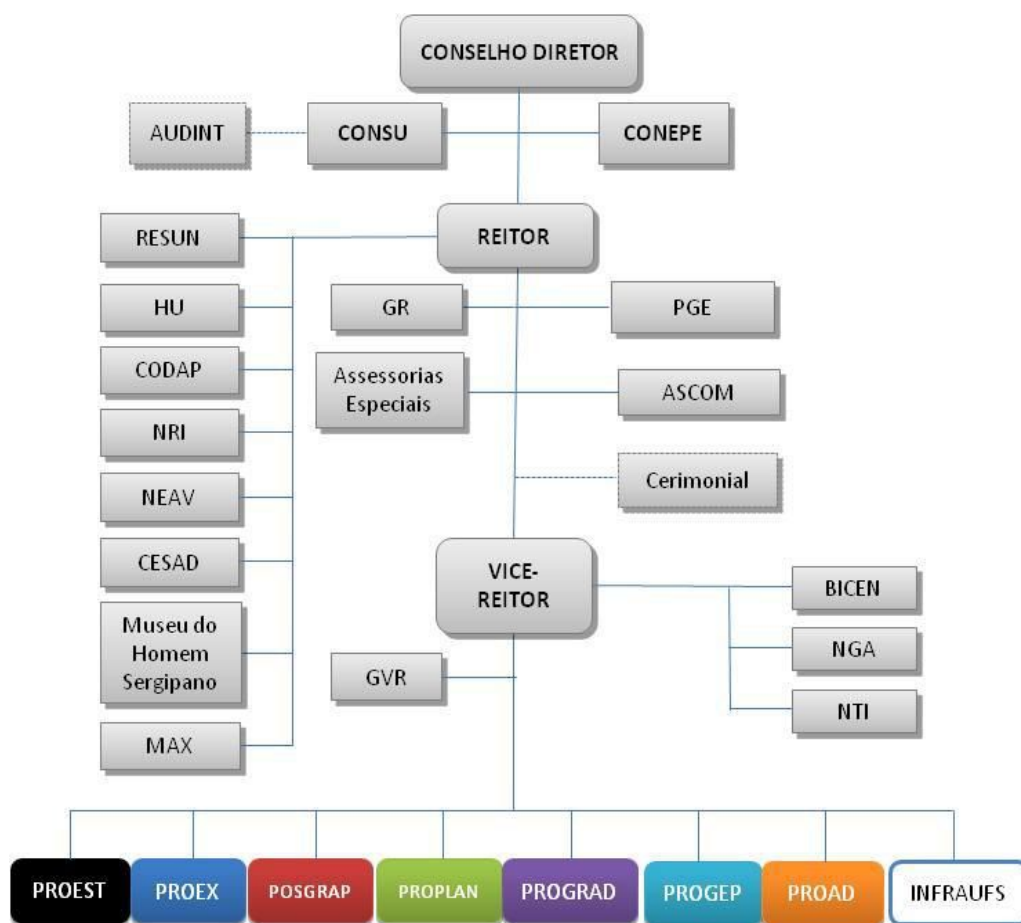 CONSELHO DIRETOR
AUDINT
CONSU
CONEPE
RESUN
REITOR
HU
GR
PGE
CODAP
Assessorias
Especiais
ASCOM
NRI
NEAV
Cerimonial
CESAD
VICE-
REITOR
BICEN
Museu do
Homem
Sergipano
NGA
GVR
NTI
MAX
PROEST
PROEX
POSGRAP
PROPLAN
PROGRAD
PROGEP
PROAD
INFRAUFS